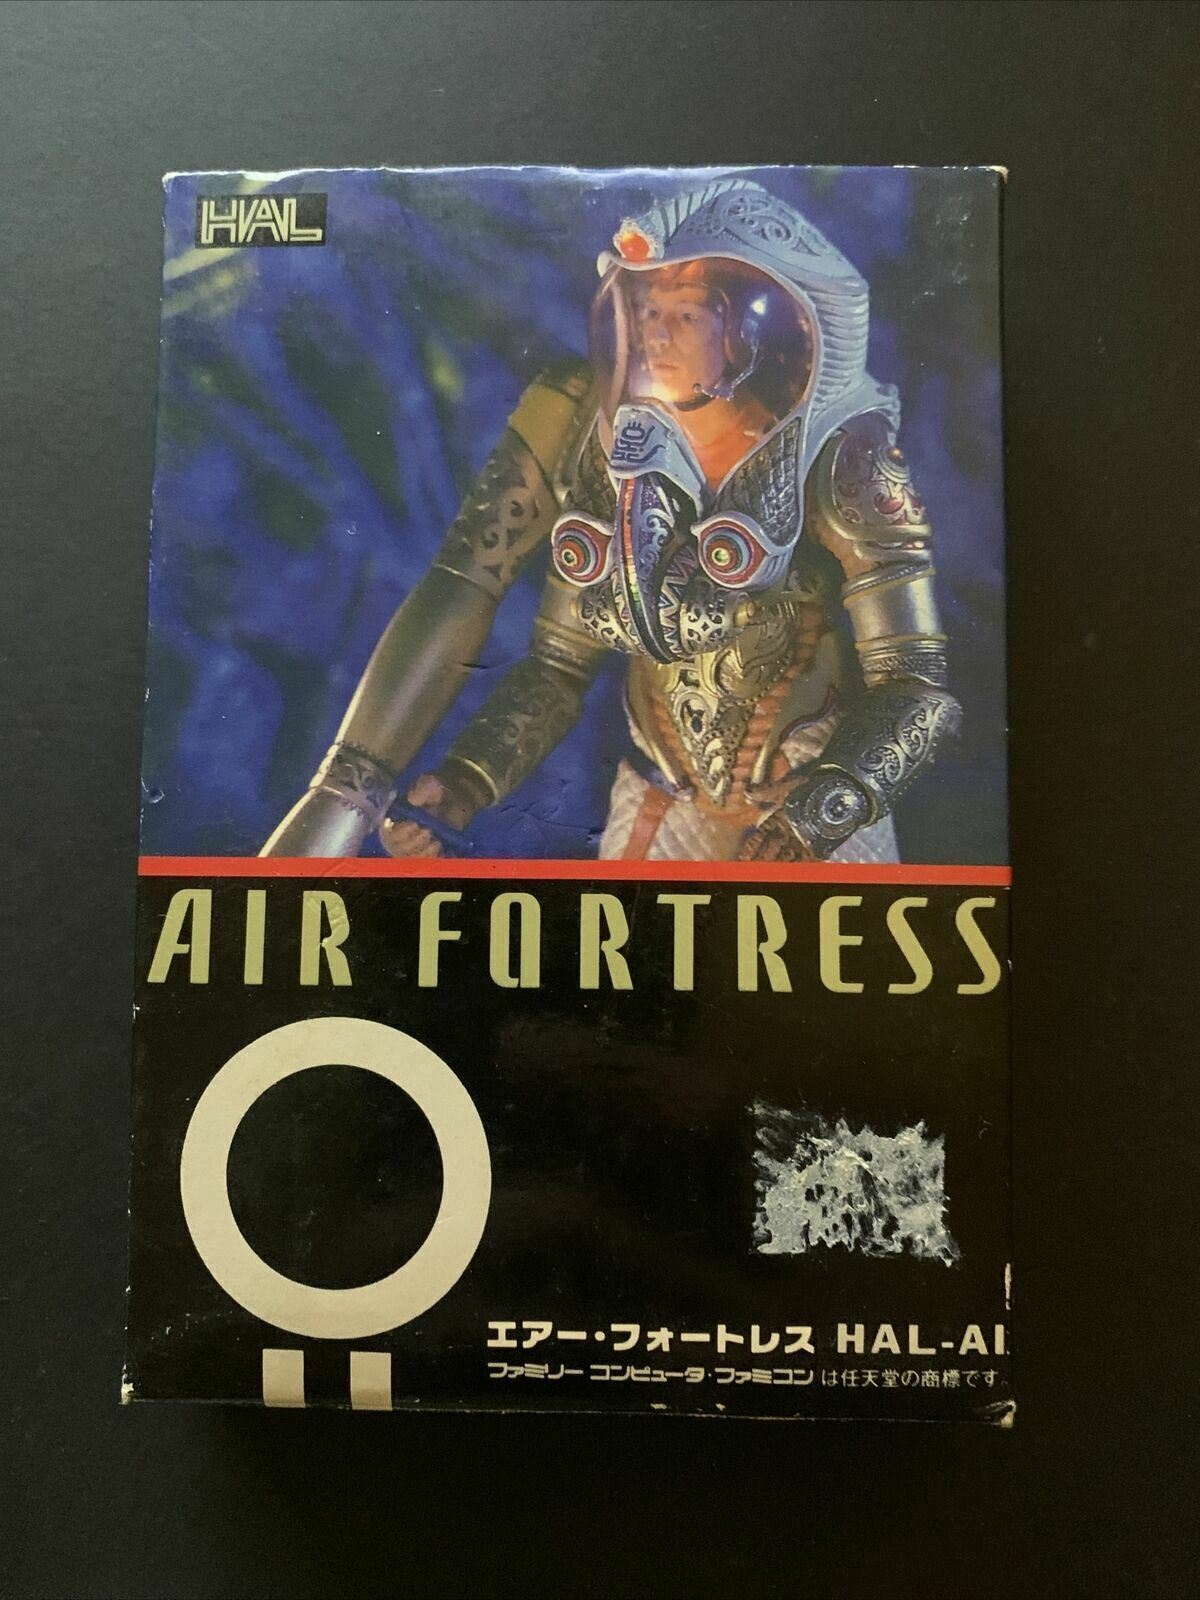 HAL
AIR FORTRESS
エアー・フォートレス HAL-AI
ファミリー コンピュータ・ファミコン は任天堂の商標です。